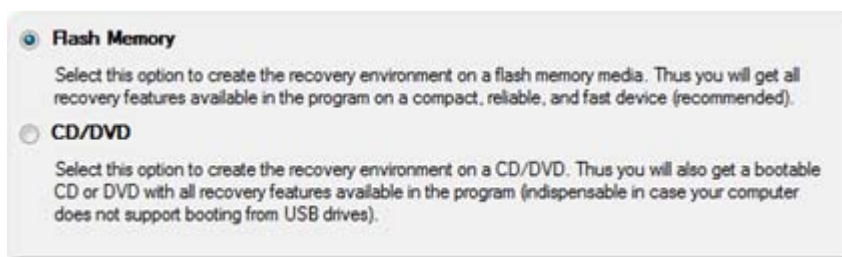 Flash Memory
Select this option to create the recovery environment on a flash memory media. Thus you will get all
recovery features available in the program on a compact, reliable, and fast device (recommended).
CD/DVD
Select this option to create the recovery environment on a CD/DVD. Thus you will also get a bootable
CD or DVD with all recovery features available in the program (indispensable in case your computer
does not support booting from USB drives).